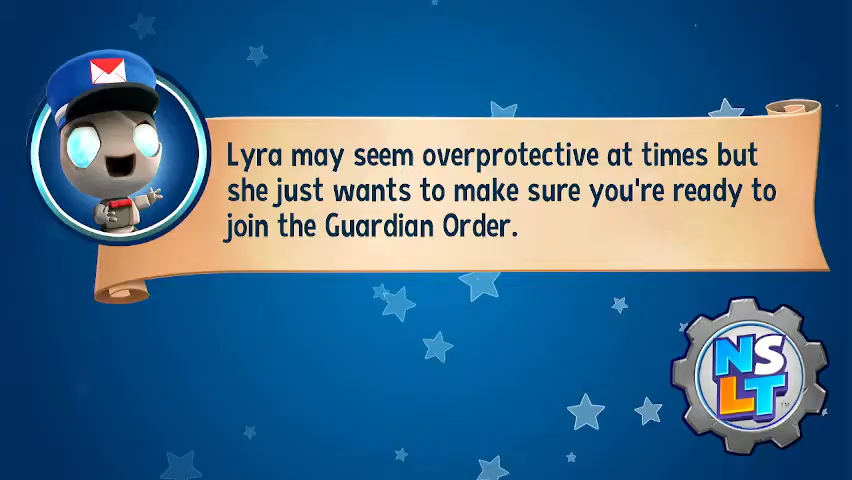 Lyra may seem overprotective at times but
she just wants to make sure you're ready to
join the Guardian Order.
NS
LT
TM